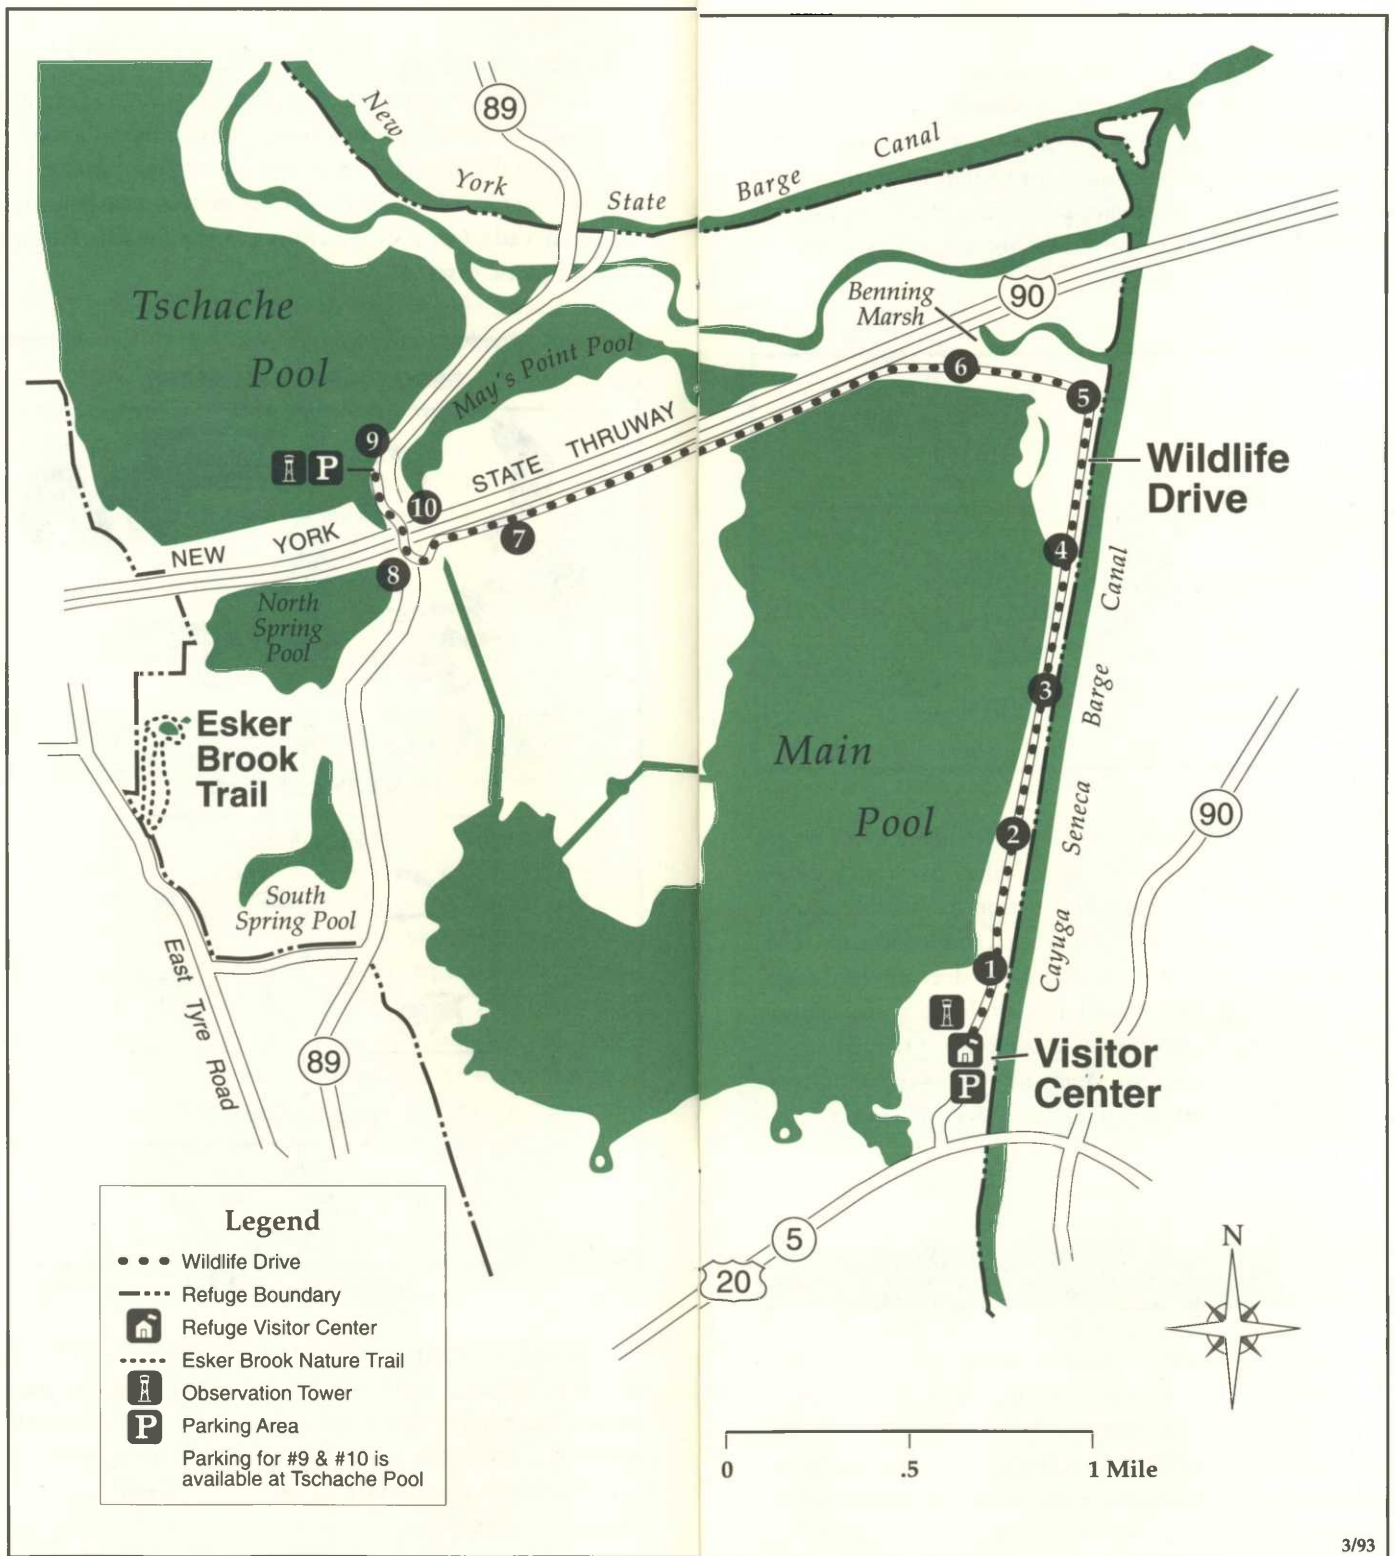 89
New
York
State
Barge
Canal
90
Benning
Marsh
Tschache
Pool
May's Point Pool
6
5
9
P
10
STATE THRUWAY
NEW YORK
7
8
Wildlife
Drive
4
North
Spring
Pool
3
Canal
Barge
Seneca
Cayuga
Esker
Brook
Trail
Main
Pool
2
90
South
Spring Pool
1
East Tyre Road
89
Visitor
Center
P
5
20
N
Legend
Wildlife Drive
Refuge Boundary
Refuge Visitor Center
Esker Brook Nature Trail
Observation Tower
P Parking Area
Parking for #9 & #10 is
available at Tschache Pool
0 .5 1 Mile
3/93